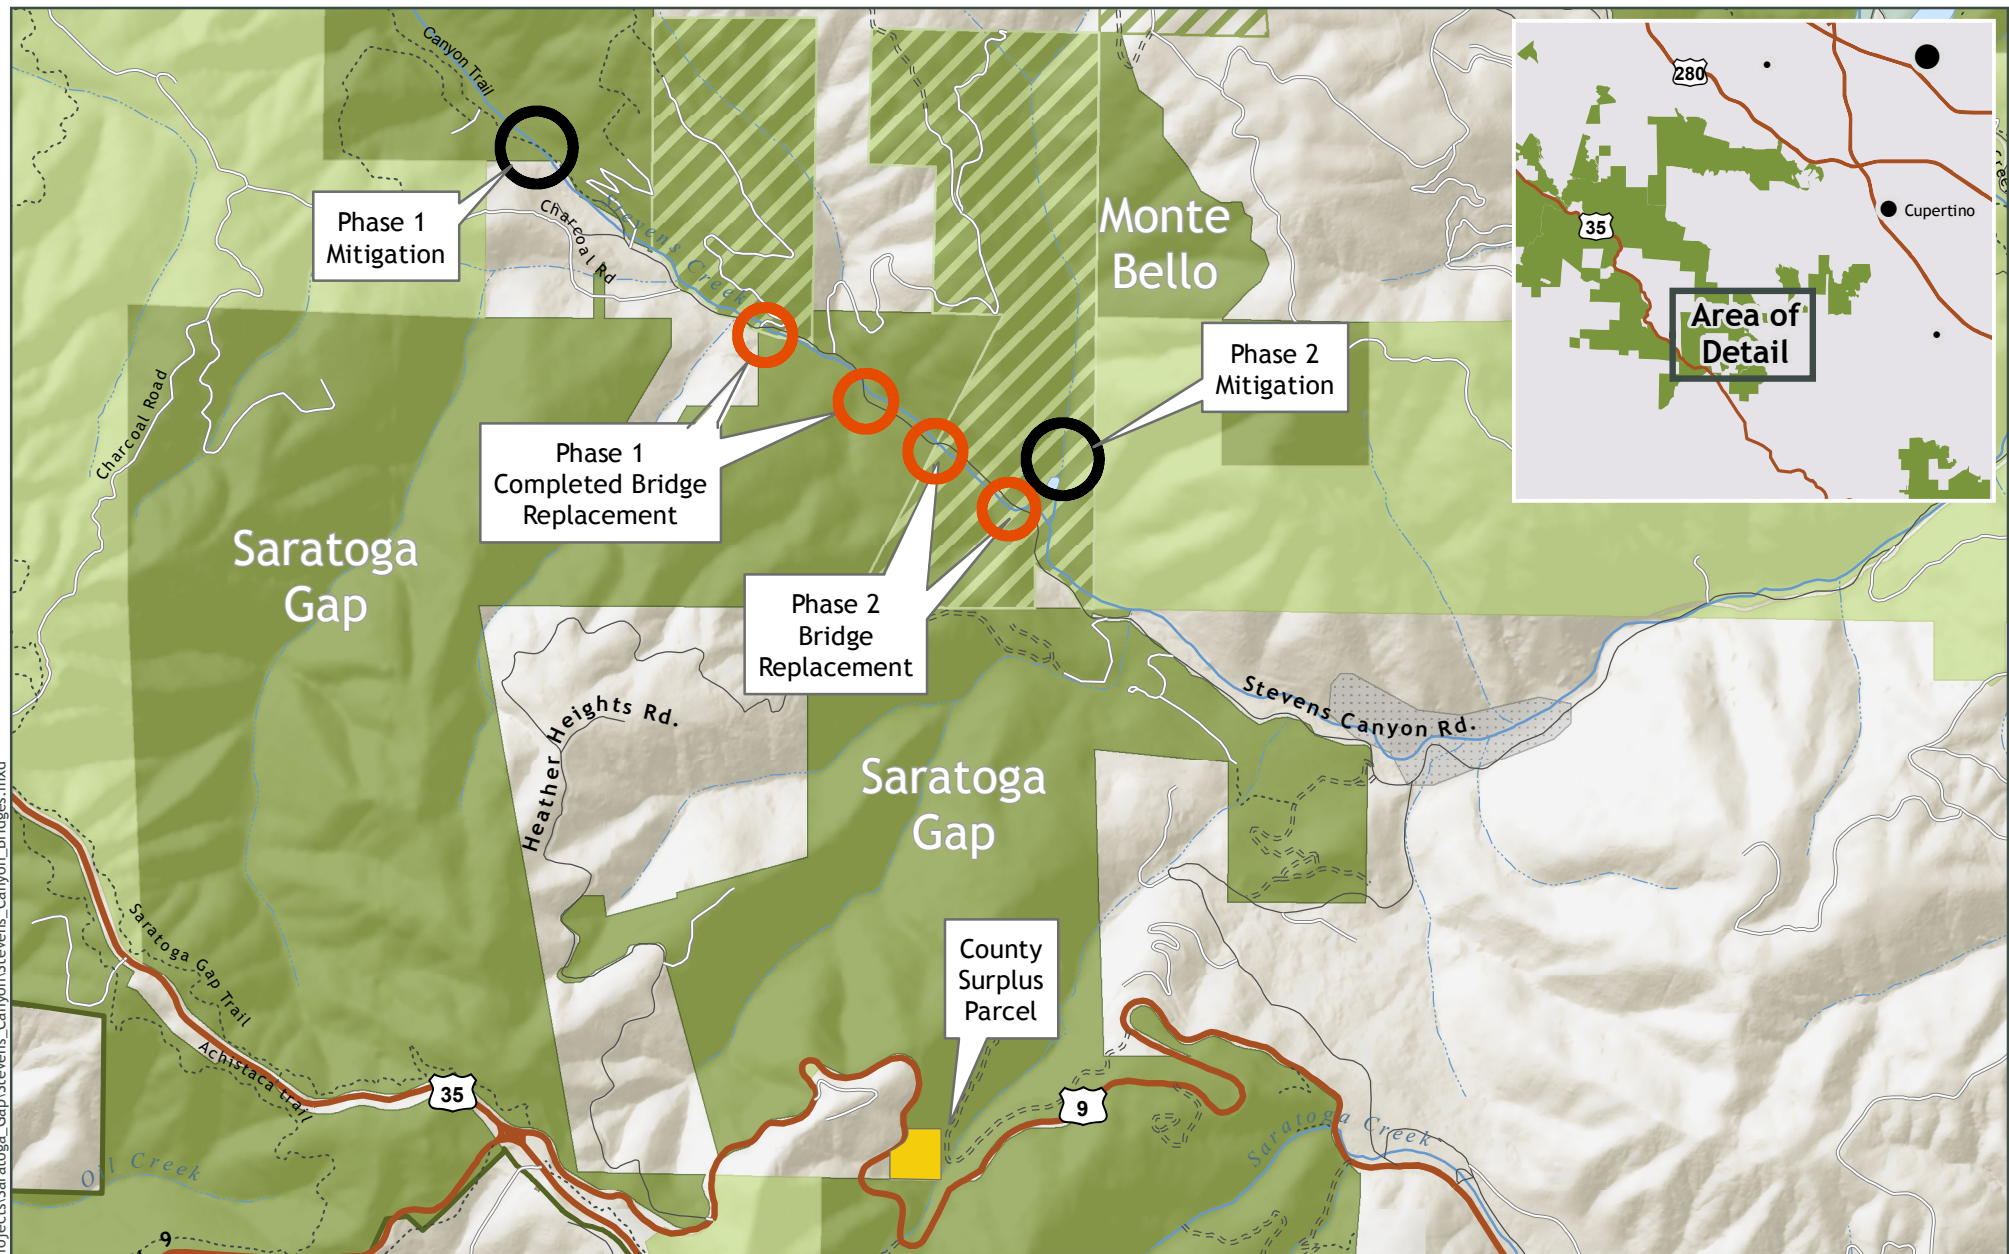 Canyon Trail
Phase 1
Mitigation
Charcoal Rd
Stevens Creek
Monte
Bello
280
35
Cupertino
Area of
Detail
Phase 2
Mitigation
Charcoal Road
Phase 1
Completed Bridge
Replacement
Saratoga
Gap
Phase 2
Bridge
Replacement
Heather Heights Rd.
Stevens Canyon Rd.
Saratoga
Gap
Saratoga Gap Trail
Achistaca trail
County
Surplus
Parcel
35
9
Saratoga Creek
Oil Creek
9